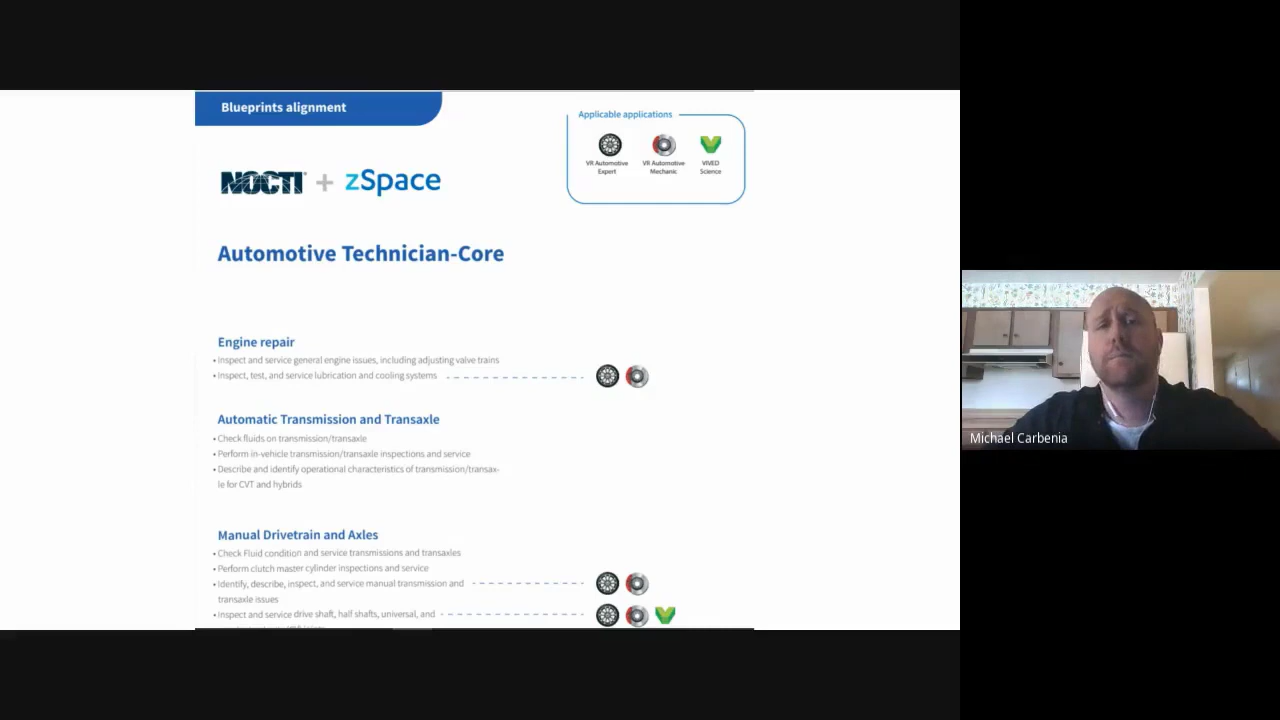 Blueprints alignment
Applicable applications
VR Automotive Expert
VR Automotive Mechanic
VIVED Science
NOCTI + zSpace
Automotive Technician-Core
Engine repair
• Inspect and service general engine issues, including adjusting valve trains
• Inspect, test, and service lubrication and cooling systems
Automatic Transmission and Transaxle
• Check fluids on transmission/transaxle
• Perform in-vehicle transmission/transaxle inspections and service
• Describe and identify operational characteristics of transmission/transax-
le for CVT and hybrids
Manual Drivetrain and Axles
• Check Fluid condition and service transmissions and transaxles
• Perform clutch master cylinder inspections and service
• Identify, describe, inspect, and service manual transmission and
transaxle issues
• Inspect and service drive shaft, half shafts, universal, and
Michael Carbenia